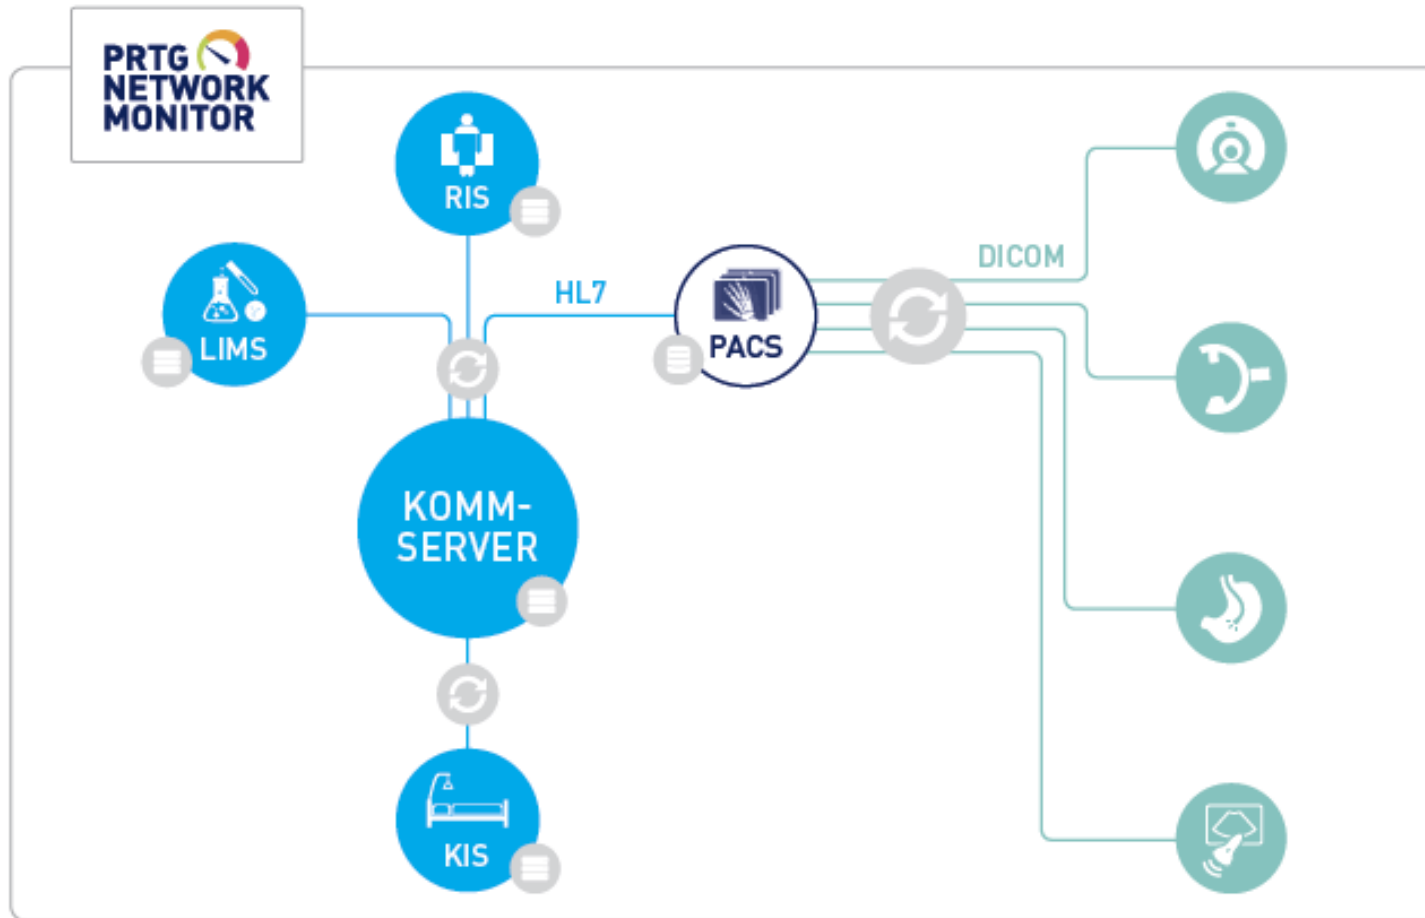 PRTG
NETWORK
MONITOR
RIS
LIMS
HL7
PACS
DICOM
KOMM-
SERVER
KIS